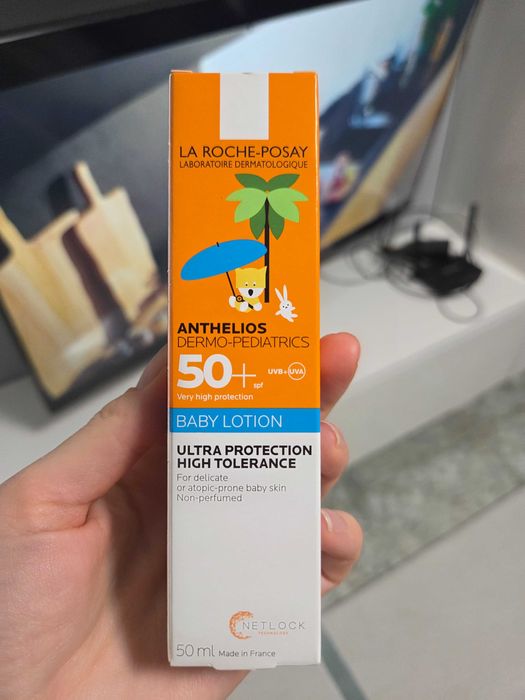 LA ROCHE-POSAY
LABORATOIRE DERMATOLOGIQUE
ANTHELIOS
DERMO-PEDIATRICS
50+ spf UVB+UVA
Very high protection
BABY LOTION
ULTRA PROTECTION
HIGH TOLERANCE
For delicate
or atopic-prone baby skin
Non-perfumed
NETLOCK
TECHNOLOGY
50 ml Made in France